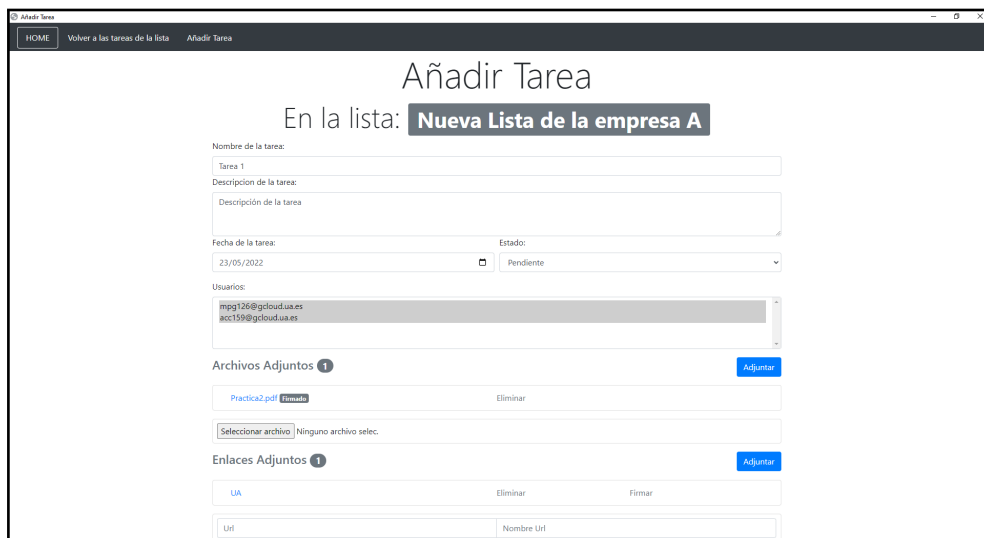 Añadir Tarea
HOME Volver a las tareas de la lista Añadir Tarea
Añadir Tarea
En la lista: Nueva Lista de la empresa A
Nombre de la tarea:
Tarea 1
Descripcion de la tarea:
Descripción de la tarea
Fecha de la tarea: Estado:
23/05/2022 Pendiente
Usuarios:
mpg126@gcloud.ua.es
acc159@gcloud.ua.es
Archivos Adjuntos 1 Adjuntar
Practica2.pdf Firmado Eliminar
Seleccionar archivo Ninguno archivo selec.
Enlaces Adjuntos 1 Adjuntar
UA Eliminar Firmar
Url Nombre Url